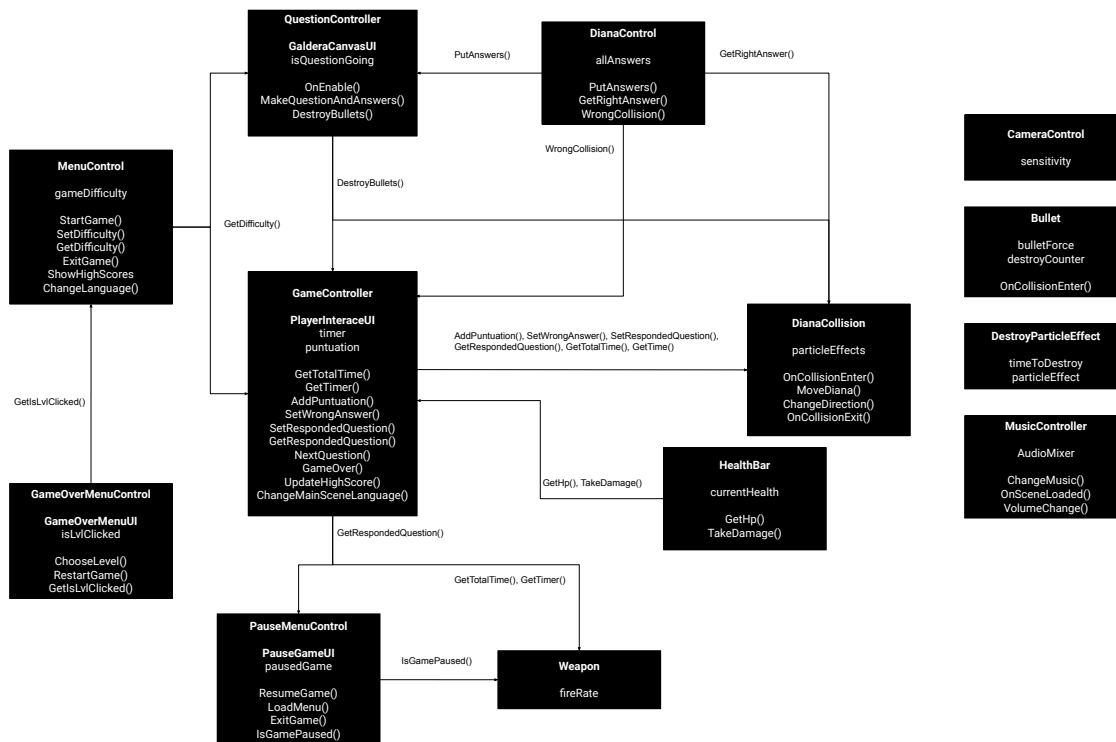 QuestionController
GalderaCanvasUI
isQuestionGoing
OnEnable()
MakeQuestionAndAnswers()
DestroyBullets()
PutAnswers()
DianaControl
allAnswers
PutAnswers()
GetRightAnswer()
WrongCollision()
GetRightAnswer()
WrongCollision()
DestroyBullets()
MenuControl
gameDifficulty
StartGame()
SetDifficulty()
GetDifficulty()
ExitGame()
ShowHighScores
ChangeLanguage()
GetDifficulty()
CameraControl
sensitivity
Bullet
bulletForce
destroyCounter
OnCollisionEnter()
GameController
PlayerInteraceUI
timer
puntuation
GetTotalTime()
GetTimer()
AddPuntuation()
SetWrongAnswer()
SetRespondedQuestion()
GetRespondedQuestion()
NextQuestion()
GameOver()
UpdateHighScore()
ChangeMainSceneLanguage()
AddPuntuation(), SetWrongAnswer(), SetRespondedQuestion(),
GetRespondedQuestion(), GetTotalTime(), GetTime()
DianaCollision
particleEffects
OnCollisionEnter()
MoveDiana()
ChangeDirection()
OnCollisionExit()
DestroyParticleEffect
timeToDestroy
particleEffect
GetIsLvlClicked()
MusicController
AudioMixer
ChangeMusic()
OnSceneLoaded()
VolumeChange()
GetHp(), TakeDamage()
HealthBar
currentHealth
GetHp()
TakeDamage()
GameOverMenuControl
GameOverMenuUI
isLvlClicked
ChooseLevel()
RestartGame()
GetIsLvlClicked()
GetRespondedQuestion()
GetTotalTime(), GetTimer()
PauseMenuControl
PauseGameUI
pausedGame
ResumeGame()
LoadMenu()
ExitGame()
IsGamePaused()
IsGamePaused()
Weapon
fireRate